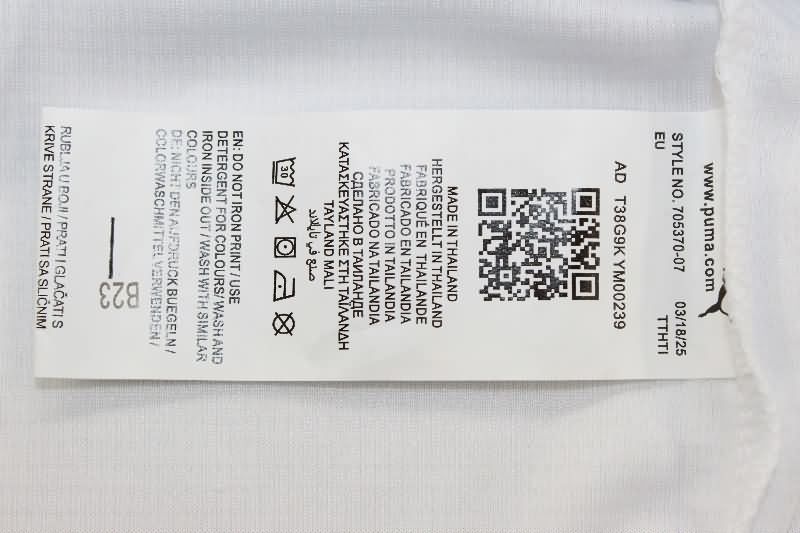 www.puma.com
STYLE NO. 705370-07 03/18/25
EU TTHTI
AD T38G9K YM00239
MADE IN THAILAND
HERGESTELLT IN THAILAND
FABRIQUÉ EN THAILANDE
FABRICADO EN TAILANDIA
PRODOTTO IN TAILANDIA
FABRICADO NA TAILANDIA
СДЕЛАНО В ТАИЛАНДЕ
ΚΑΤΑΣΚΕΥΑΣΤΗΚΕ ΣΤΗ ΤΑΪΛΑΝΔΗ
TAYLAND MALI
صنع في تايلاند
30
EN: DO NOT IRON PRINT / USE
DETERGENT FOR COLOURS/ WASH AND
IRON INSIDE OUT / WASH WITH SIMILAR
COLOURS
DE: NICHT DEN AUFDRUCK BUEGELN /
COLORWASCHMITTEL VERWENDEN /
B23
RUBLJA U BOJI / PRATI I GLAČATI S
KRIVE STRANE / PRATI SA SLIČNIM